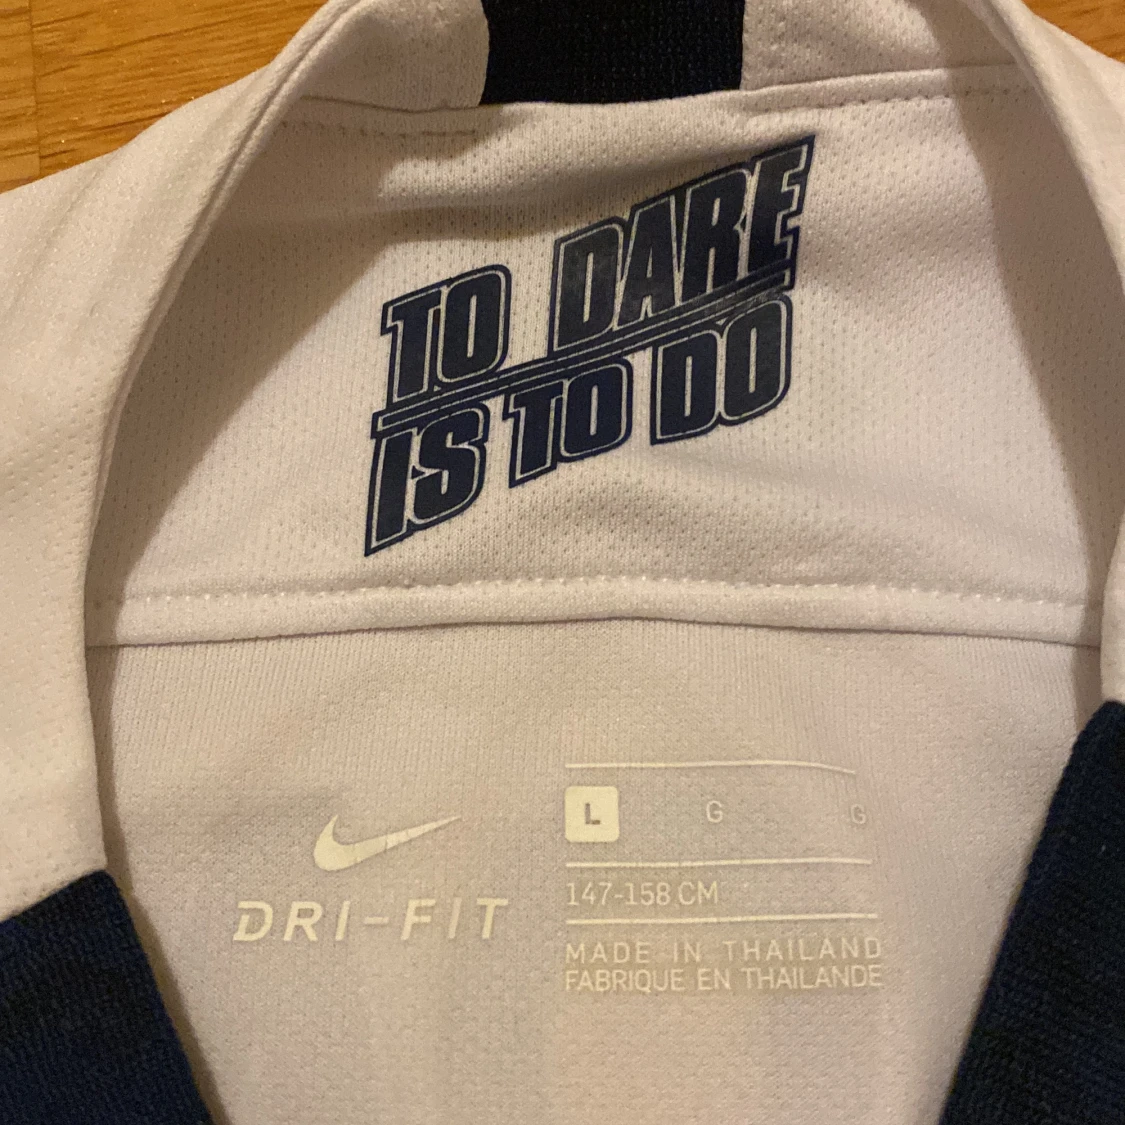 TO DARE
IS TO DO
L G G
DRI-FIT
147-158 CM
MADE IN THAILAND
FABRIQUE EN THAILANDE